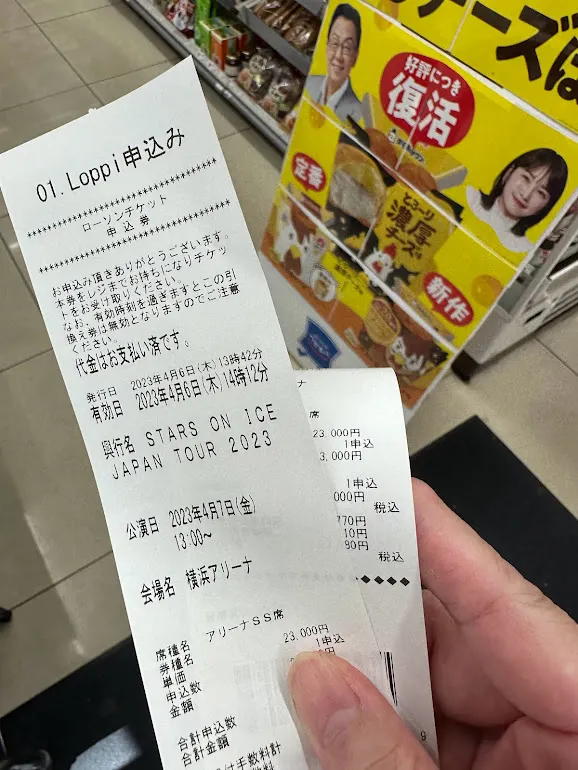 01.Loppi申込み
ローソンチケット
申込券
お申込み頂きありがとうございます。
本券をレジまでお持ちになりチケッ
トをお受け取りください。
なお、有効時刻を過ぎますとこの引
換え券は無効となりますのでご注意
ください。
代金はお支払い済です。
発行日 2023年4月6日(木)13時42分
有効日 2023年4月6日(木)14時12分
興行名 STARS ON ICE
JAPAN TOUR 2023
公演日 2023年4月7日(金)
13:00~
会場名 横浜アリーナ
席種名 アリーナSS席
券種名
単価 23,000円
申込数 1申込
金額
合計申込数
合計金額
手数料計
席
23,000円
1申込
3,000円
1申込
000円
税込
770円
10円
80円
税込
9
好評につき
復活
定番
とろーり
濃厚
チーズ
新作
チーズは